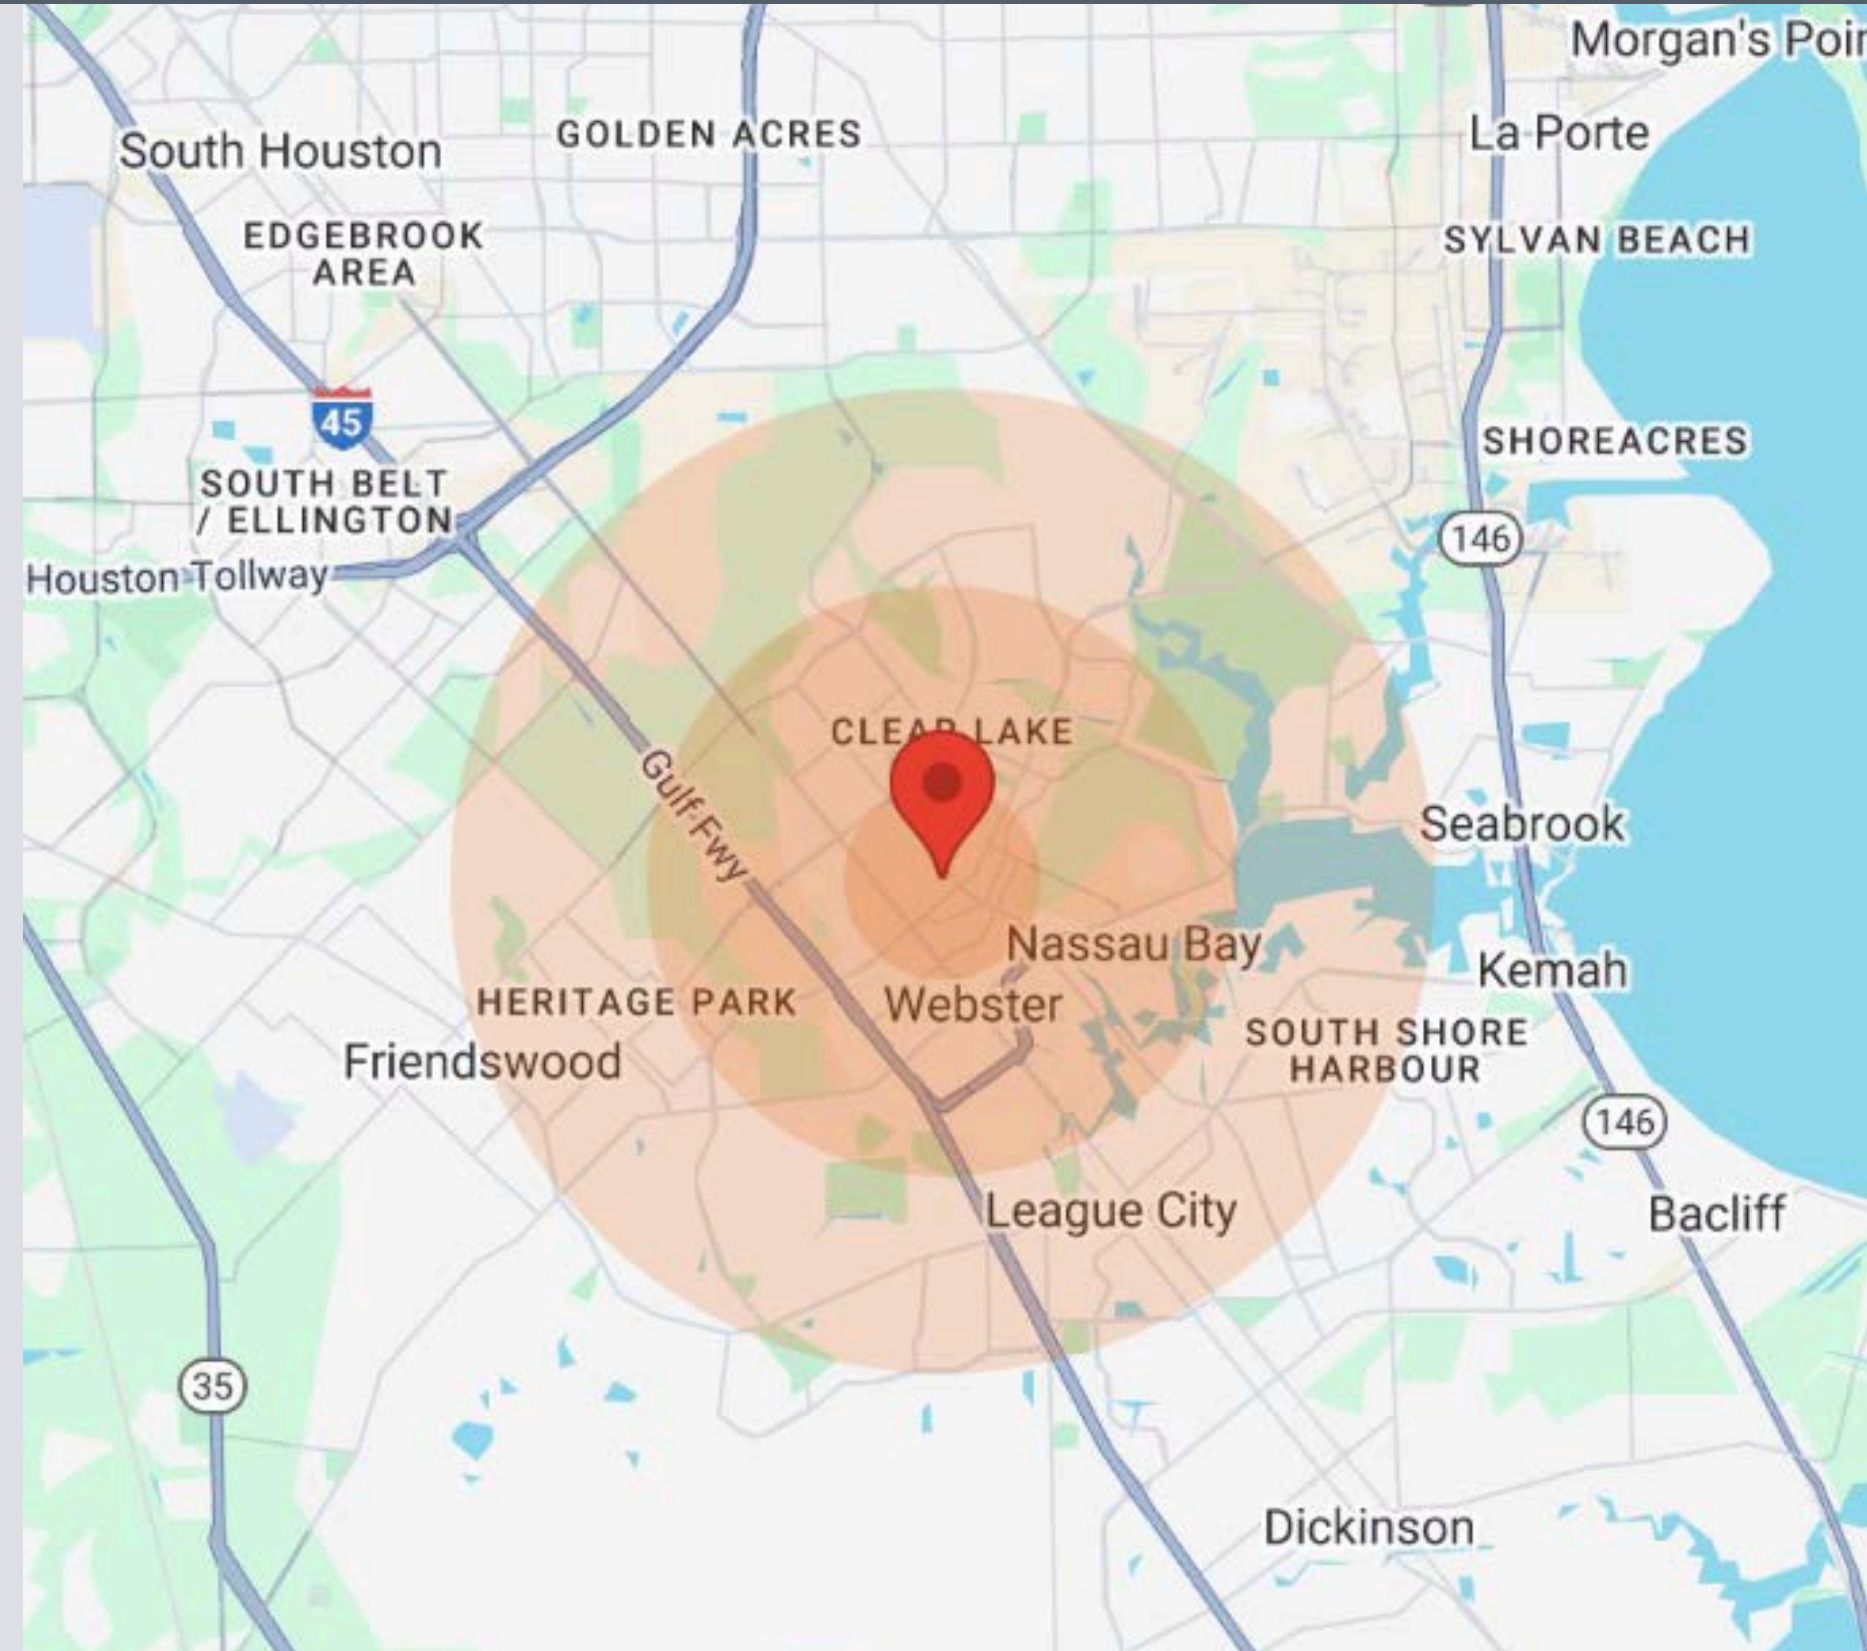 Morgan's Poir
La Porte
GOLDEN ACRES
South Houston
EDGEBROOK
AREA
SYLVAN BEACH
45
SHOREACRES
SOUTH BELT
/ ELLINGTON
146
Houston Tollway
CLEAR LAKE
Gulf Fwy
Seabrook
Nassau Bay
Kemah
Webster
HERITAGE PARK
SOUTH SHORE
HARBOUR
Friendswood
146
League City
Bacliff
35
Dickinson